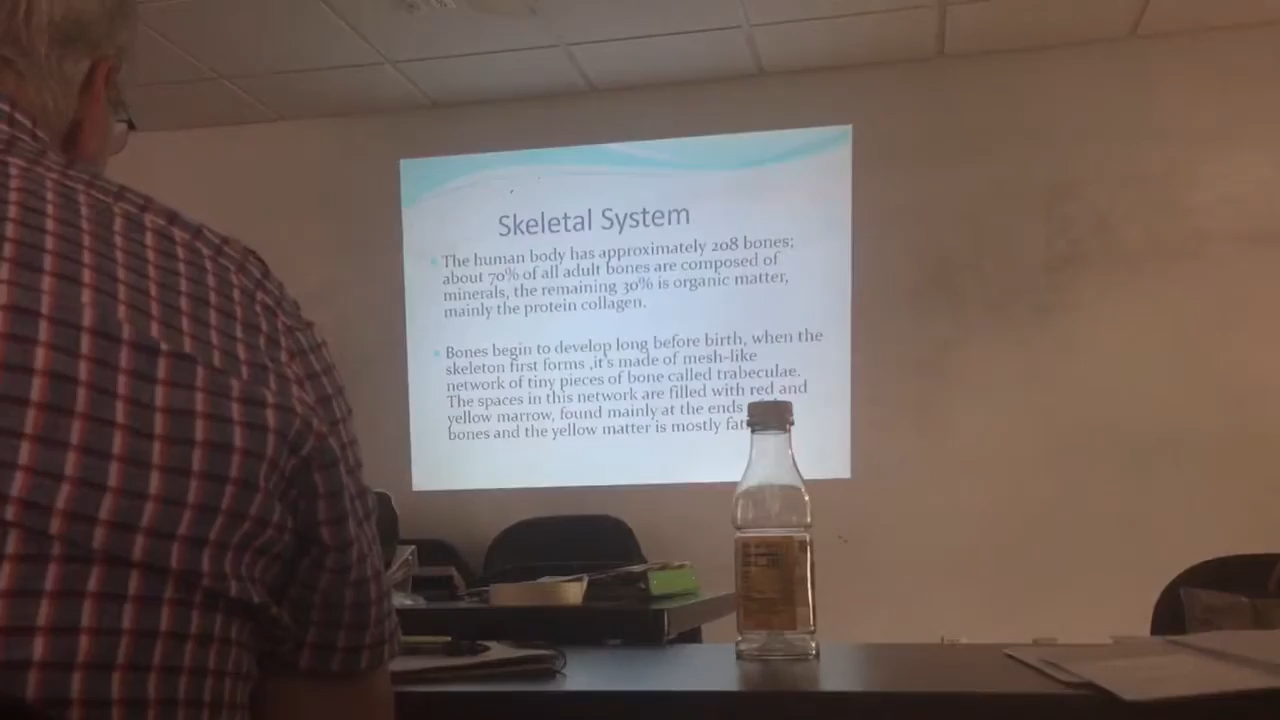 Skeletal System
The human body has approximately 208 bones;
about 70% of all adult bones are composed of
minerals, the remaining 30% is organic matter,
mainly the protein collagen.
Bones begin to develop long before birth, when the
skeleton first forms ,it's made of mesh-like
network of tiny pieces of bone called trabeculae.
The spaces in this network are filled with red and
yellow marrow, found mainly at the ends
bones and the yellow matter is mostly fat